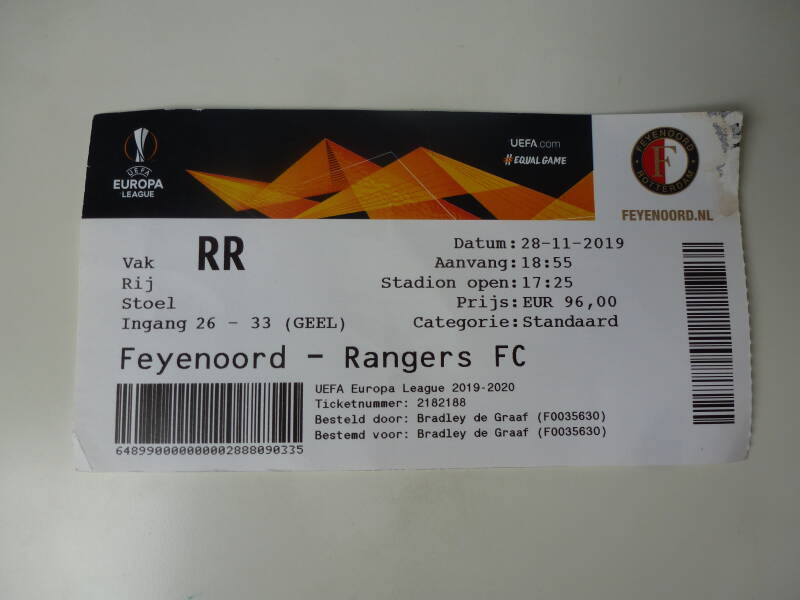 UEFA
EUROPA
LEAGUE
UEFA.com
#EQUALGAME
FEYENOORD
F
ROTTERDAM
FEYENOORD.NL
Vak RR
Rij
Stoel
Ingang 26 - 33 (GEEL)
Datum: 28-11-2019
Aanvang: 18:55
Stadion open: 17:25
Prijs: EUR 96,00
Categorie: Standaard
Feyenoord - Rangers FC
UEFA Europa League 2019-2020
Ticketnummer: 2182188
Besteld door: Bradley de Graaf (F0035630)
Bestemd voor: Bradley de Graaf (F0035630)
6489900000000002888090335